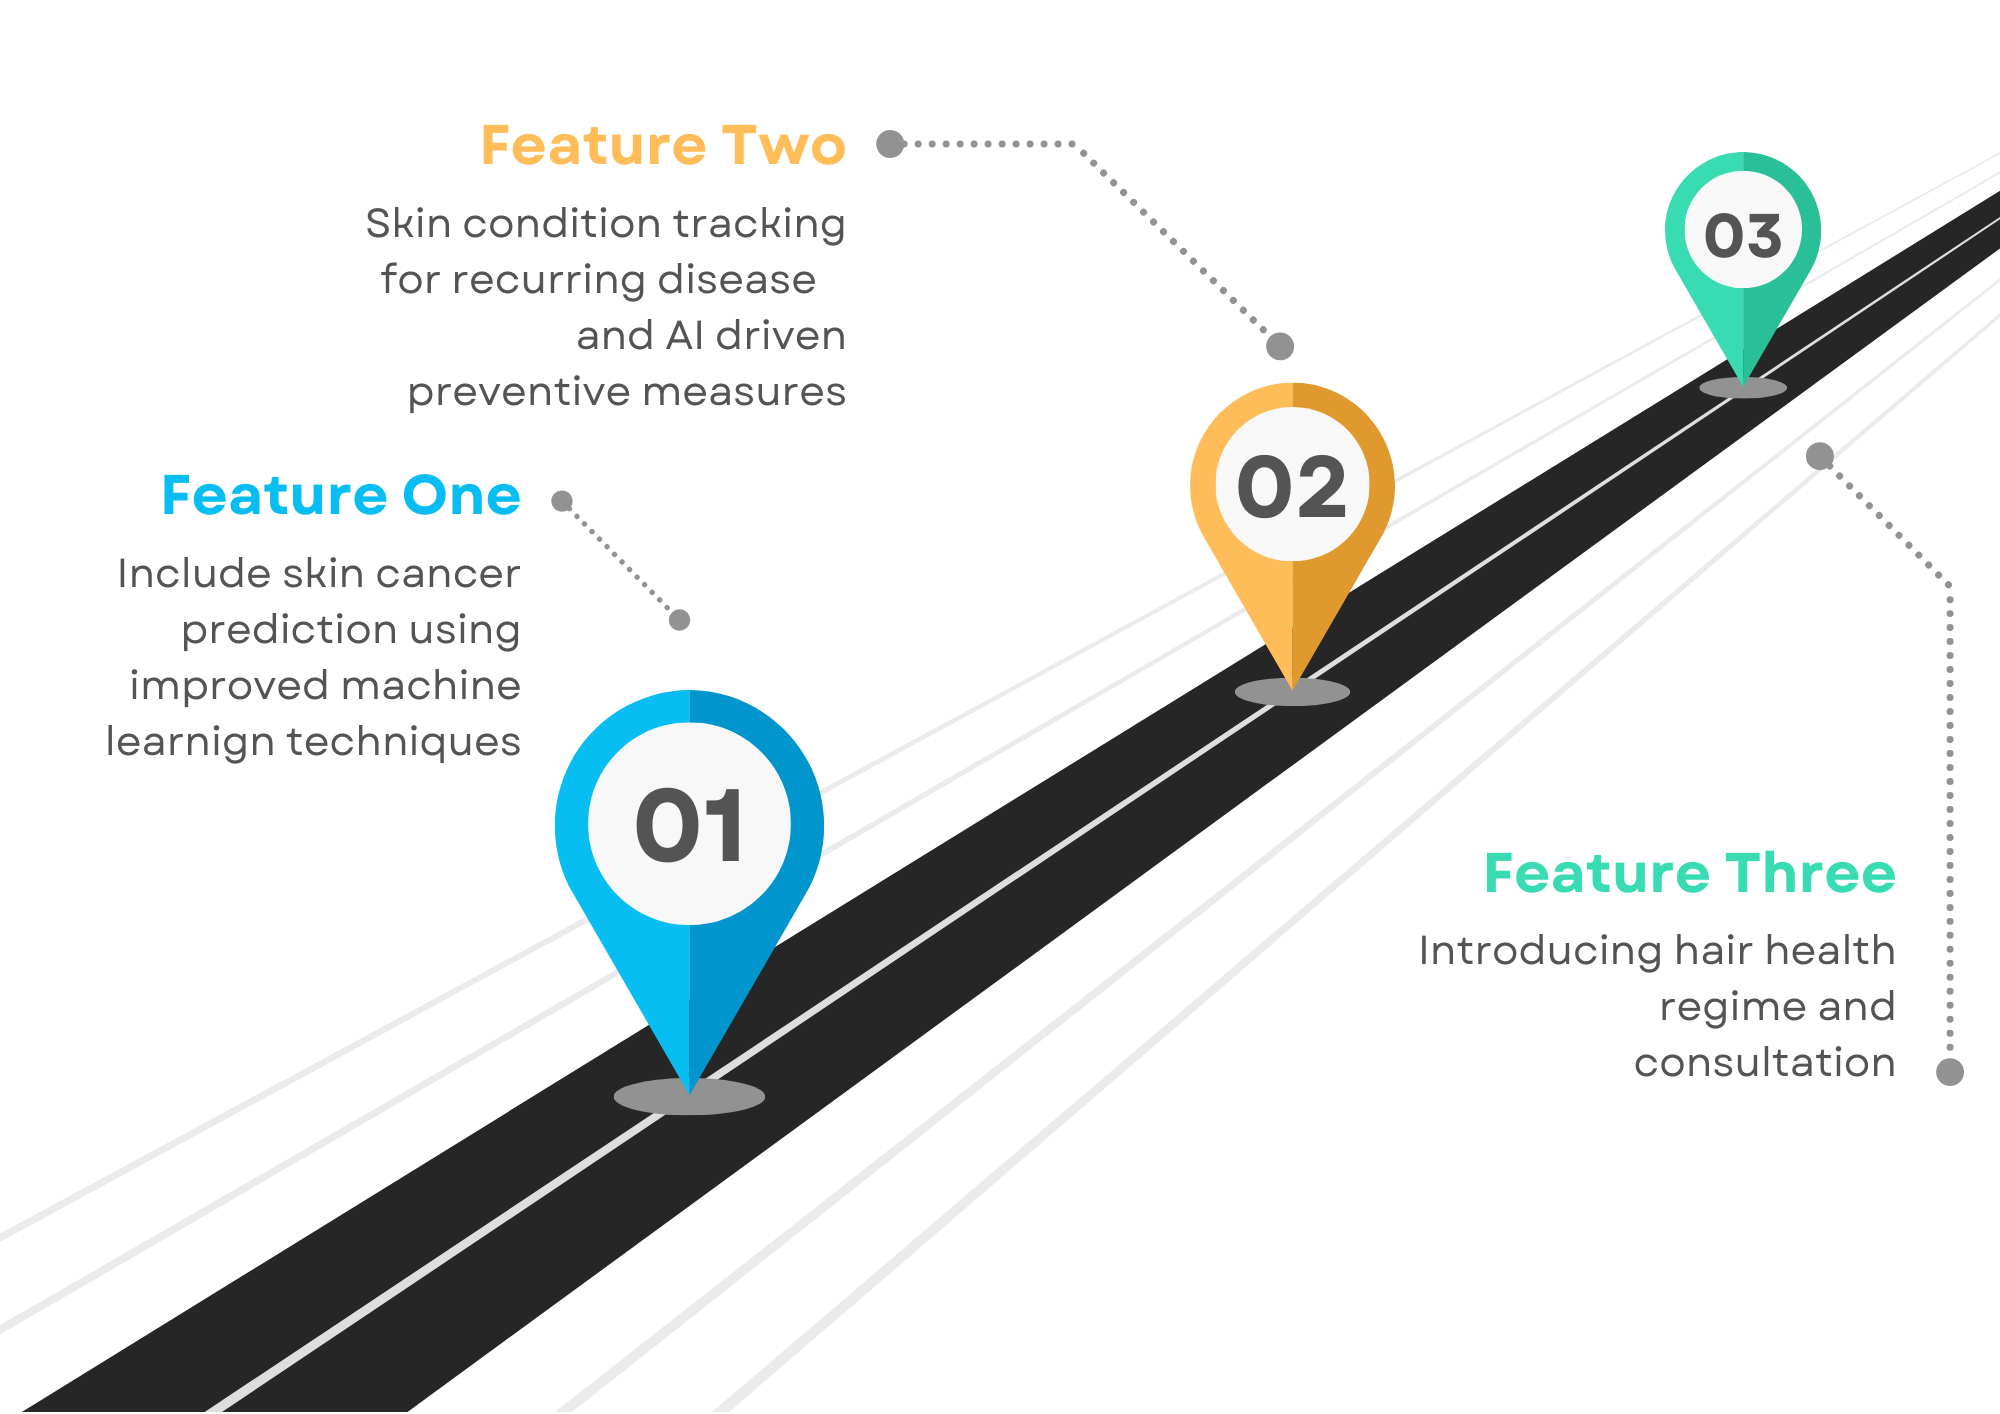 Feature Two
Skin condition tracking
for recurring disease
and AI driven
preventive measures
Feature One
Include skin cancer
prediction using
improved machine
learnign techniques
01
02
03
Feature Three
Introducing hair health
regime and
consultation